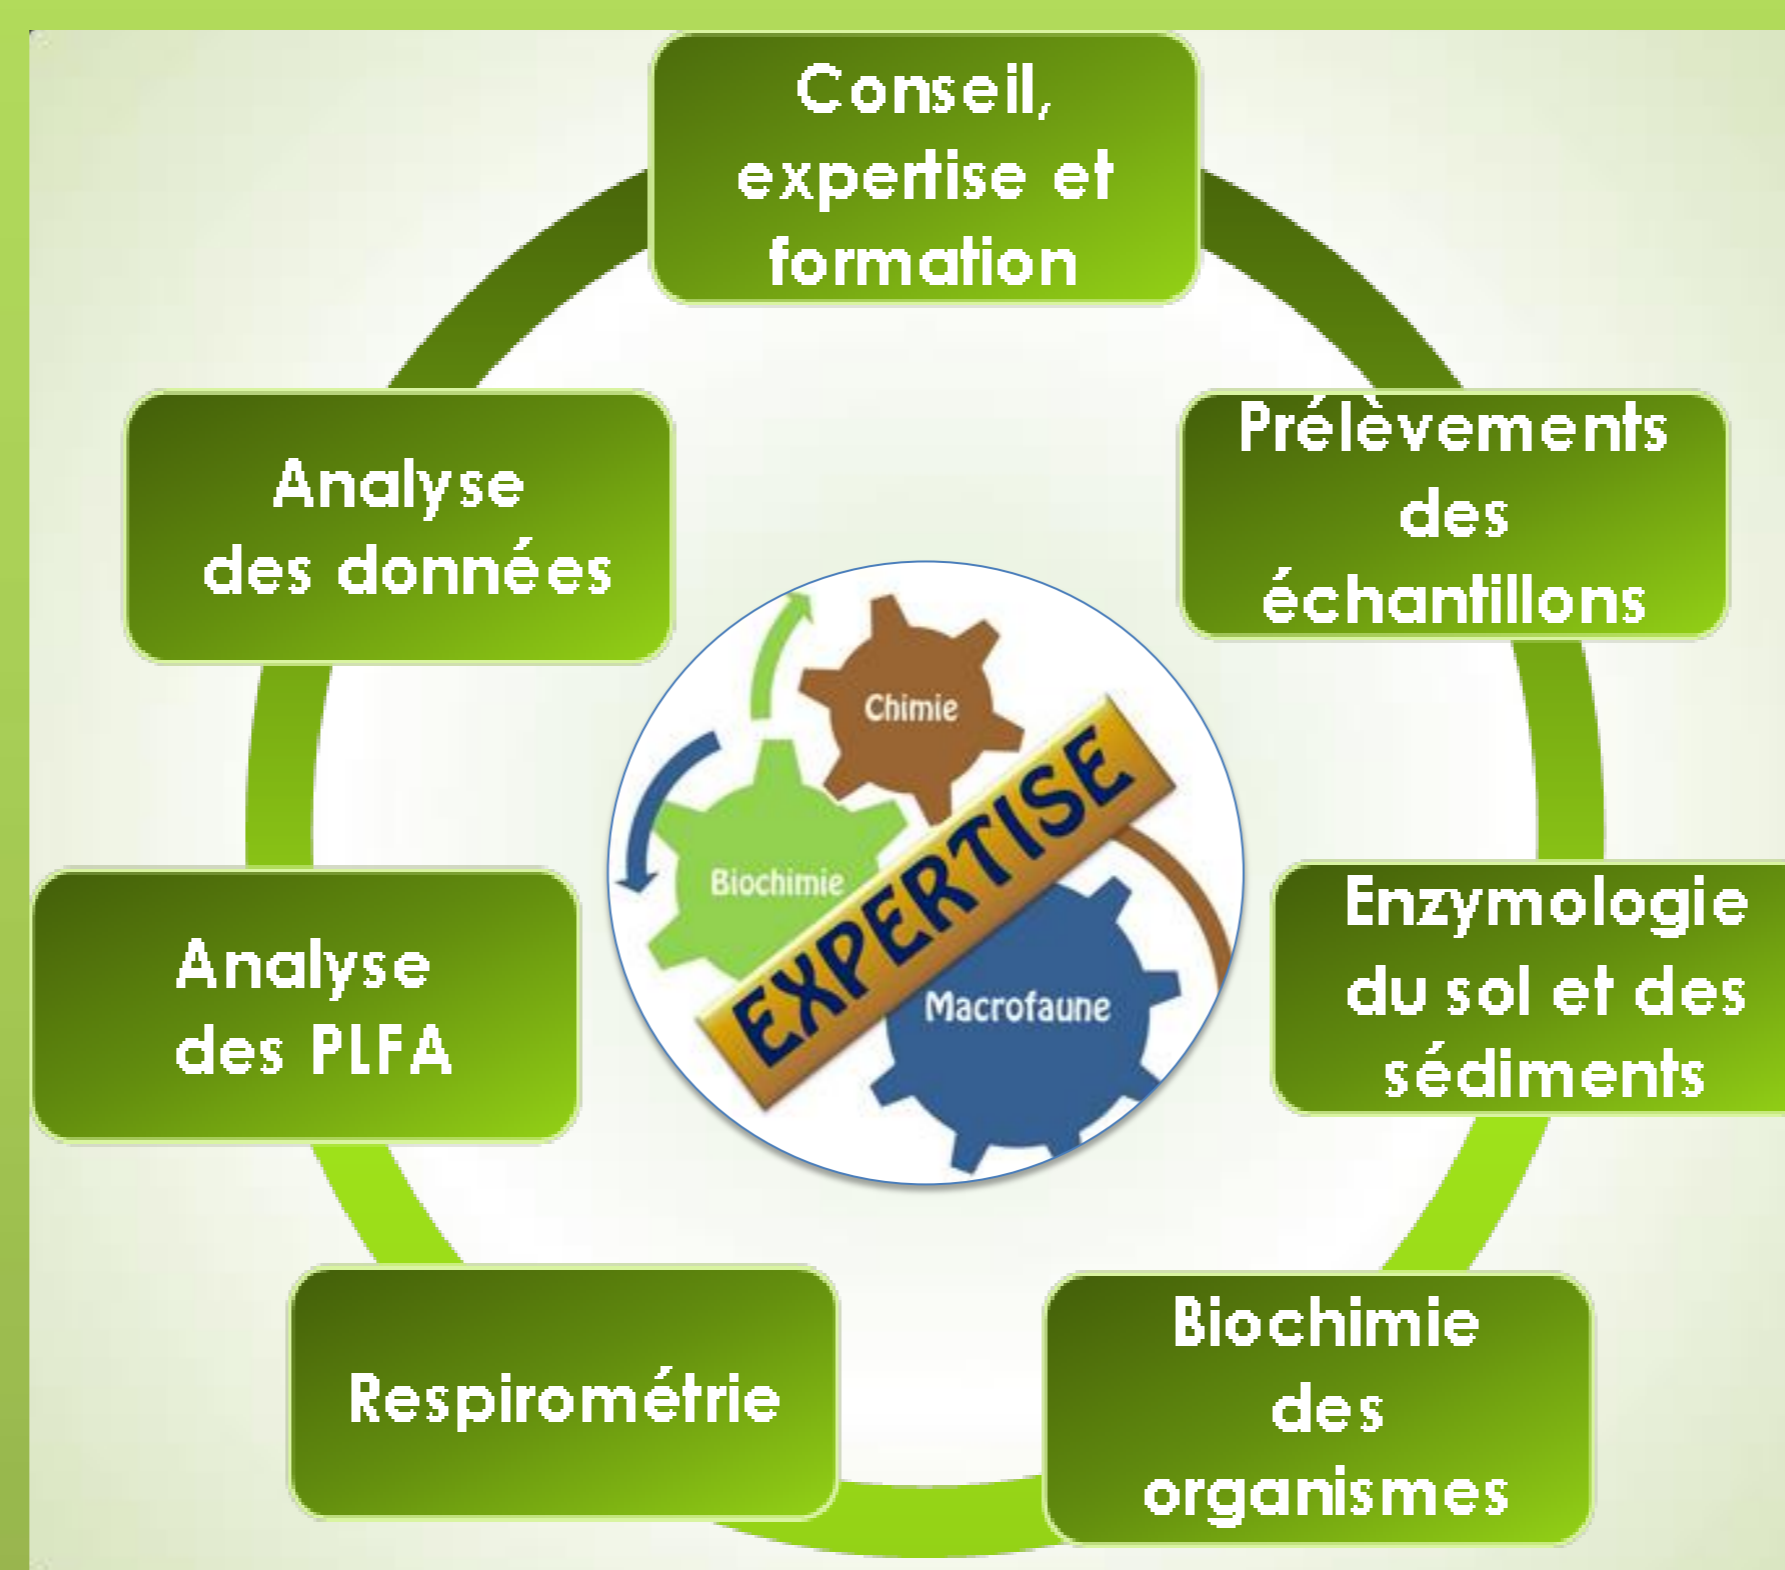 Conseil,
expertise et
formation
Prélèvements
des
échantillons
Enzymologie
du sol et des
sédiments
Biochimie
des
organismes
Respirométrie
Analyse
des PLFA
Analyse
des données
Chimie
Biochimie
EXPERTISE
Macrofaune